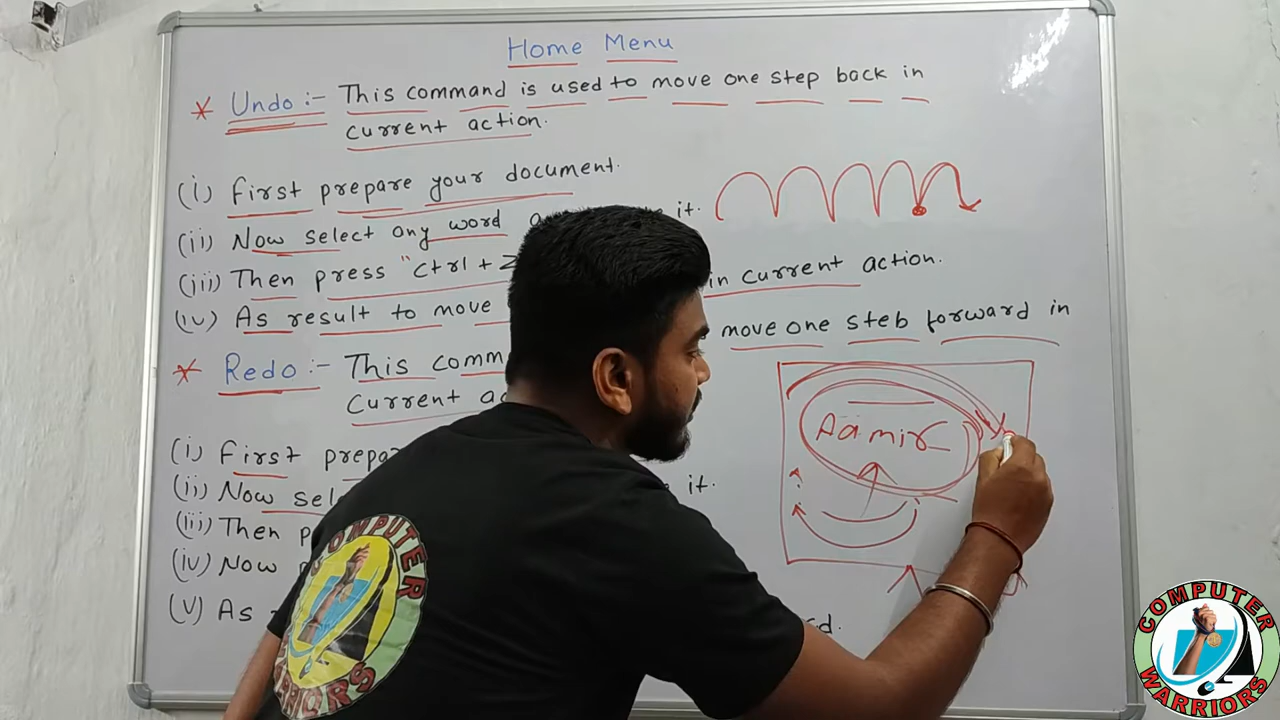 Home Menu
* Undo :- This command is used to move one step back in
current action.
(i) First prepare your document.
(ii) Now select any word it.
(iii) Then press "Ctrl + Z
(iv) As result to move in current action.
* Redo :- This comm move one steb forward in
Current
(i) First prepa
(ii) Now sel it.
(iii) Then
(iv) Now
(v) As
Aamir
COMPUTER
WARRIORS
COMPUTER
WARRIORS